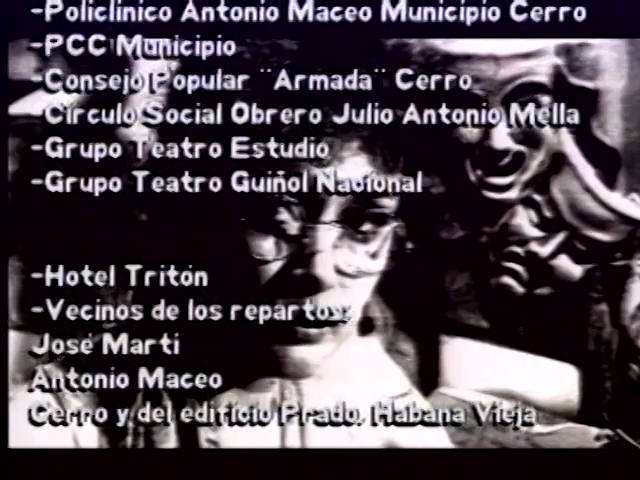 -Policlínico Antonio Maceo Municipio Cerro
-PCC Municipio
-Consejo Popular ¨Armada¨ Cerro
-Círculo Social Obrero Julio Antonio Mella
-Grupo Teatro Estudio
-Grupo Teatro Guiñol Nacional
-Hotel Tritón
-Vecinos de los repartos:
José Martí
Antonio Maceo
Cerro y del edificio Prado, Habana Vieja